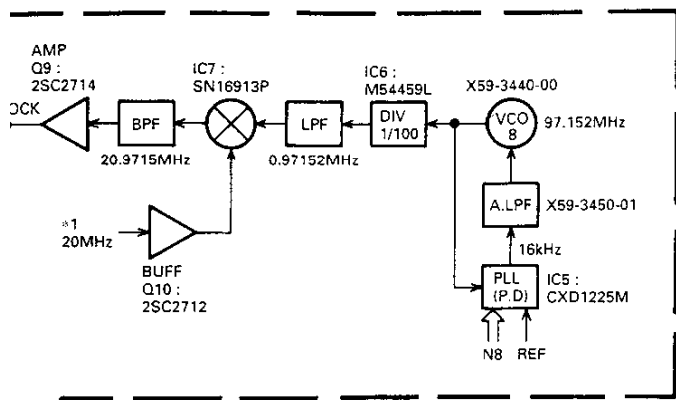 AMP
Q9 :
2SC2714
OCK
BPF
20.9715MHz
IC7 :
SN16913P
LPF
0.97152MHz
IC6 :
M54459L
DIV
1/100
X59-3440-00
VCO
8
97.152MHz
A.LPF
X59-3450-01
16kHz
PLL
(P.D)
IC5 :
CXD1225M
N8
REF
*1
20MHz
BUFF
Q10 :
2SC2712